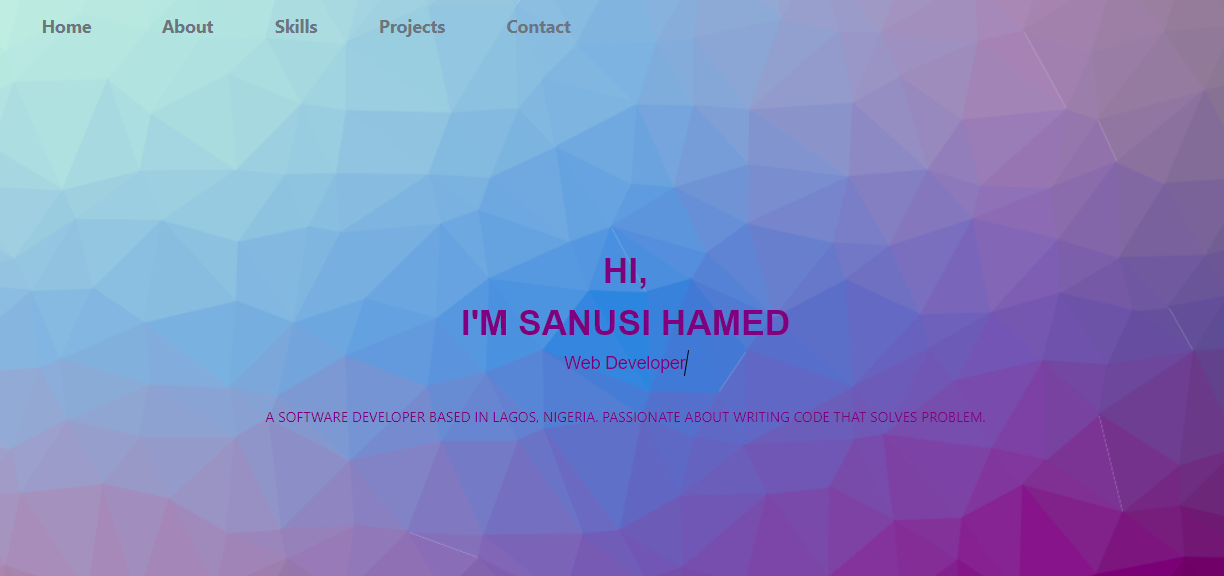 Home About Skills Projects Contact
HI,
I'M SANUSI HAMED
Web Developer
A SOFTWARE DEVELOPER BASED IN LAGOS, NIGERIA. PASSIONATE ABOUT WRITING CODE THAT SOLVES PROBLEM.